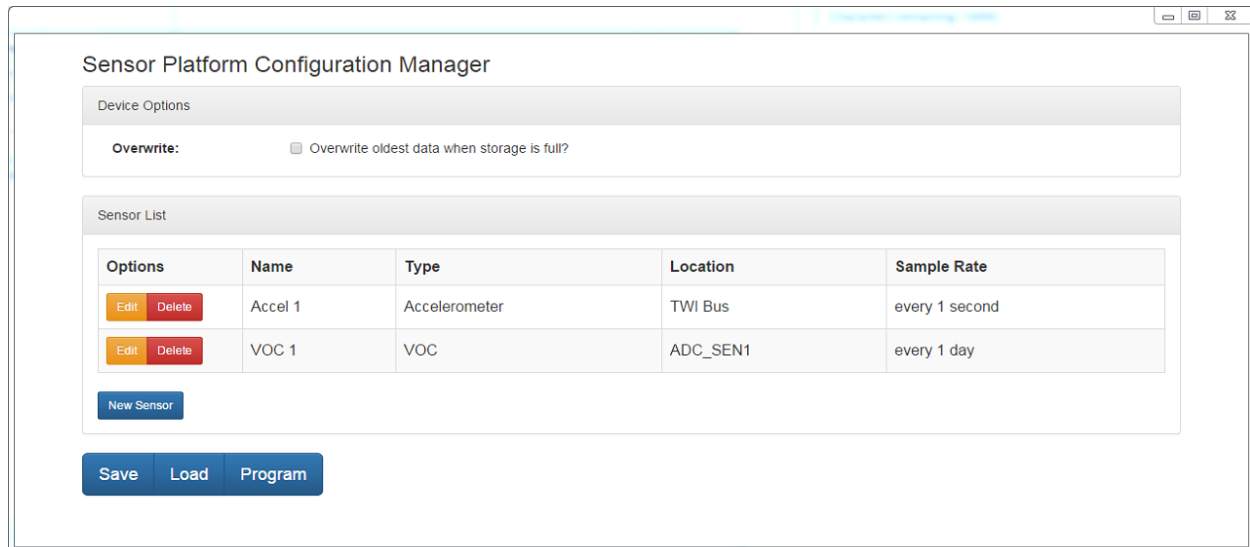 Sensor Platform Configuration Manager
Device Options
Overwrite: Overwrite oldest data when storage is full?
Sensor List
Options Name Type Location Sample Rate
Edit Delete Accel 1 Accelerometer TWI Bus every 1 second
Edit Delete VOC 1 VOC ADC_SEN1 every 1 day
New Sensor
Save Load Program